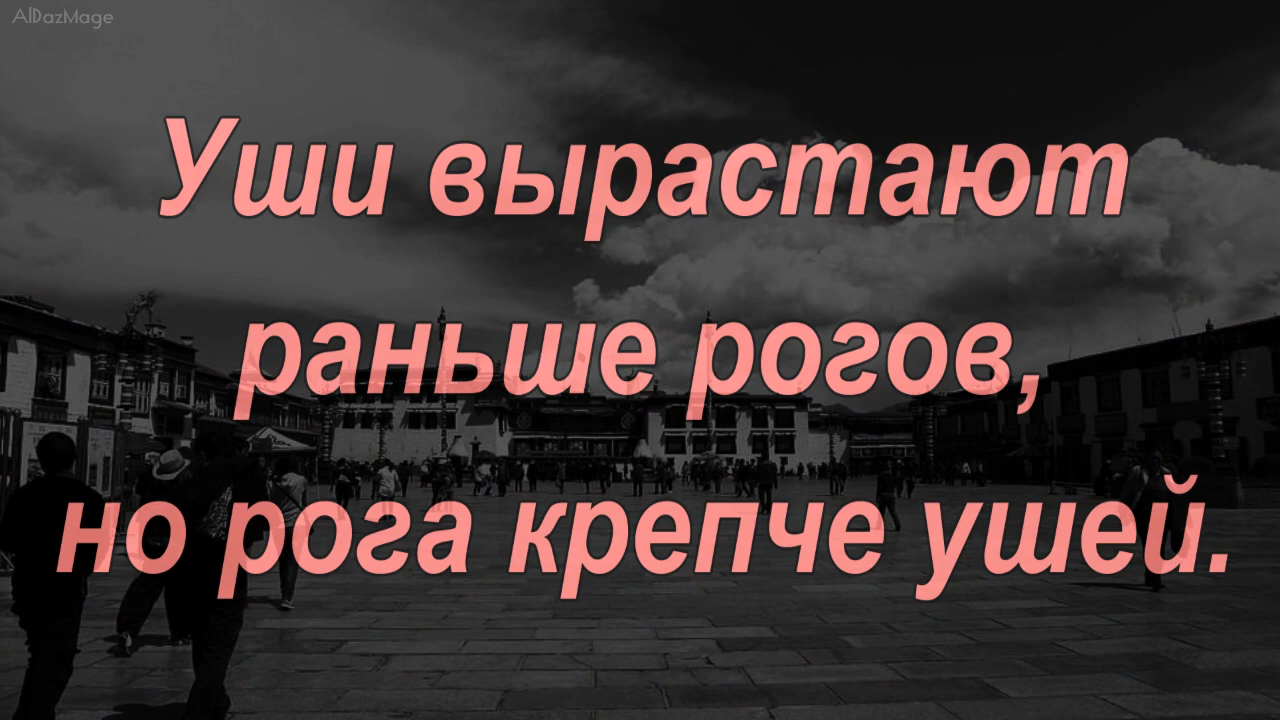 AlDazMage
Уши вырастают
раньше рогов,
но рога крепче ушей.